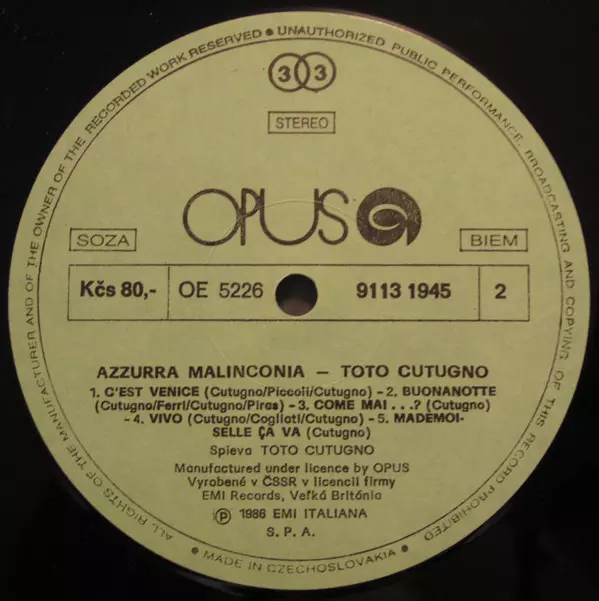 ALL RIGHTS OF THE MANUFACTURER AND OF THE OWNER OF THE RECORDED WORK RESERVED • UNAUTHORIZED PUBLIC PERFORMANCE, BROADCASTING AND COPYING OF THIS RECORD PROHIBITED
33
STEREO
OPUS
SOZA
BIEM
Kčs 80,-
OE 5226
9113 1945
2
AZZURRA MALINCONIA – TOTO CUTUGNO
1. C'EST VENICE (Cutugno/Piccoli/Cutugno) – 2. BUONANOTTE
(Cutugno/Ferri/Cutugno/Piras) – 3. COME MAI . . .? (Cutugno)
– 4. VIVO (Cutugno/Cogliati/Cutugno) – 5. MADEMOI-
SELLE ÇA VA (Cutugno)
Spieva TOTO CUTUGNO
Manufactured under licence by OPUS
Vyrobené v ČSSR v licencii firmy
EMI Records, Veľká Británia
Ⓟ 1986 EMI ITALIANA
S. P. A.
• MADE IN CZECHOSLOVAKIA •